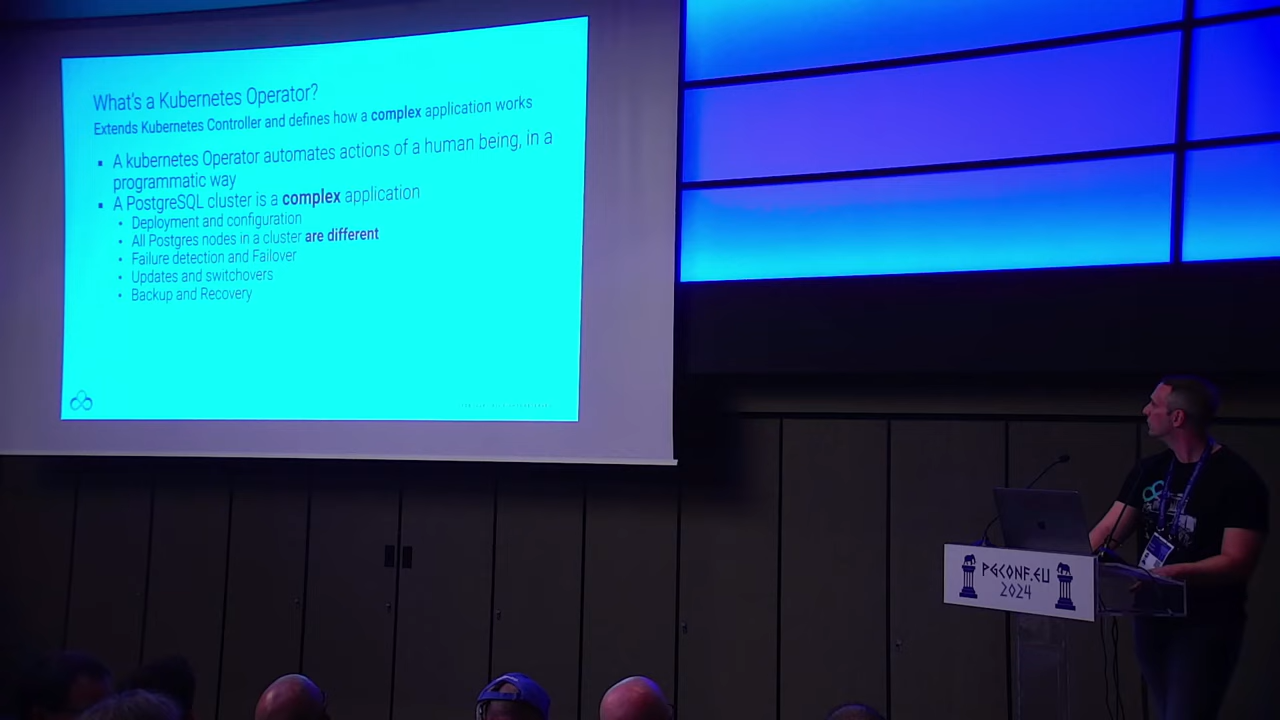 What's a Kubernetes Operator?
Extends Kubernetes Controller and defines how a complex application works
▪ A kubernetes Operator automates actions of a human being, in a
programmatic way
▪ A PostgreSQL cluster is a complex application
• Deployment and configuration
• All Postgres nodes in a cluster are different
• Failure detection and Failover
• Updates and switchovers
• Backup and Recovery
PGCONF.EU
2024